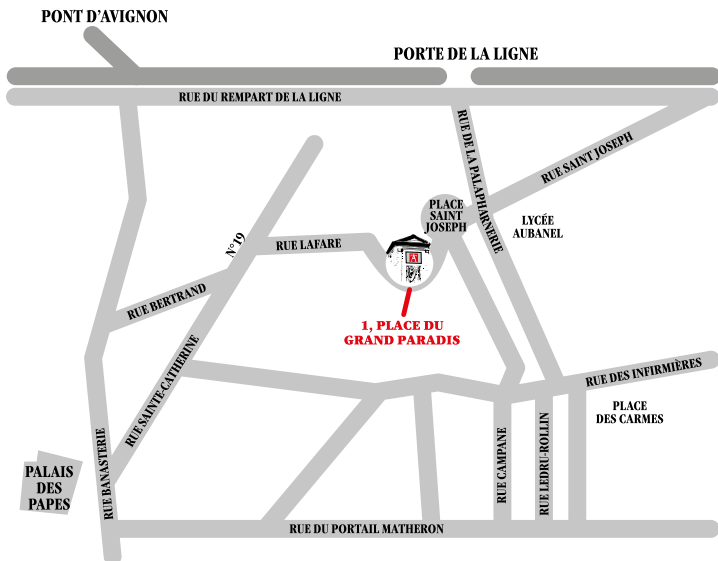 PONT D'AVIGNON
PORTE DE LA LIGNE
RUE DU REMPART DE LA LIGNE
RUE DE LA PALAPHARNERIE
RUE SAINT JOSEPH
PLACE
SAINT
JOSEPH
LYCÉE
AUBANEL
N°19
RUE LAFARE
A
RUE BERTRAND
1, PLACE DU
GRAND PARADIS
RUE SAINTE-CATHERINE
RUE DES INFIRMIÈRES
PLACE
DES CARMES
RUE BANASTERIE
RUE CAMPANE
RUE LEDRU-ROLLIN
PALAIS
DES
PAPES
RUE DU PORTAIL MATHERON